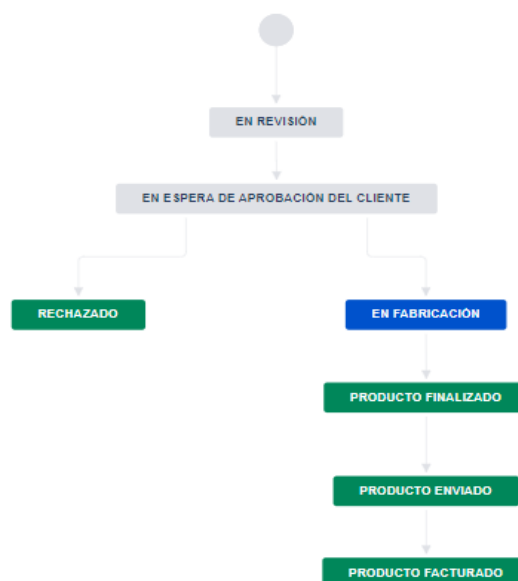 EN REVISIÓN
EN ESPERA DE APROBACIÓN DEL CLIENTE
RECHAZADO
EN FABRICACIÓN
PRODUCTO FINALIZADO
PRODUCTO ENVIADO
PRODUCTO FACTURADO